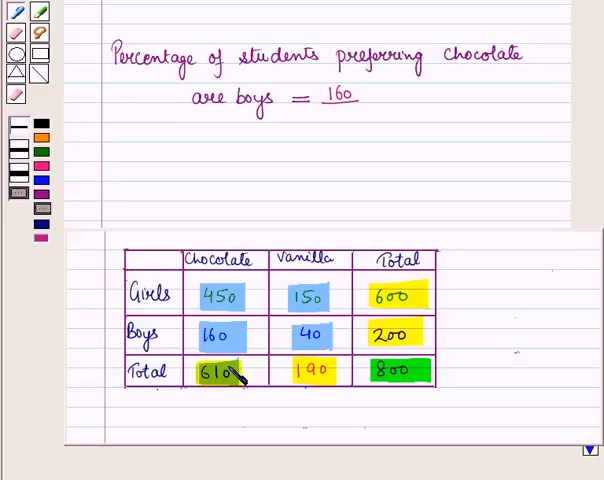 Percentage of students preferring chocolate
are boys = 160
Chocolate Vanilla Total
Girls 450 150 600
Boys 160 40 200
Total 610 190 800